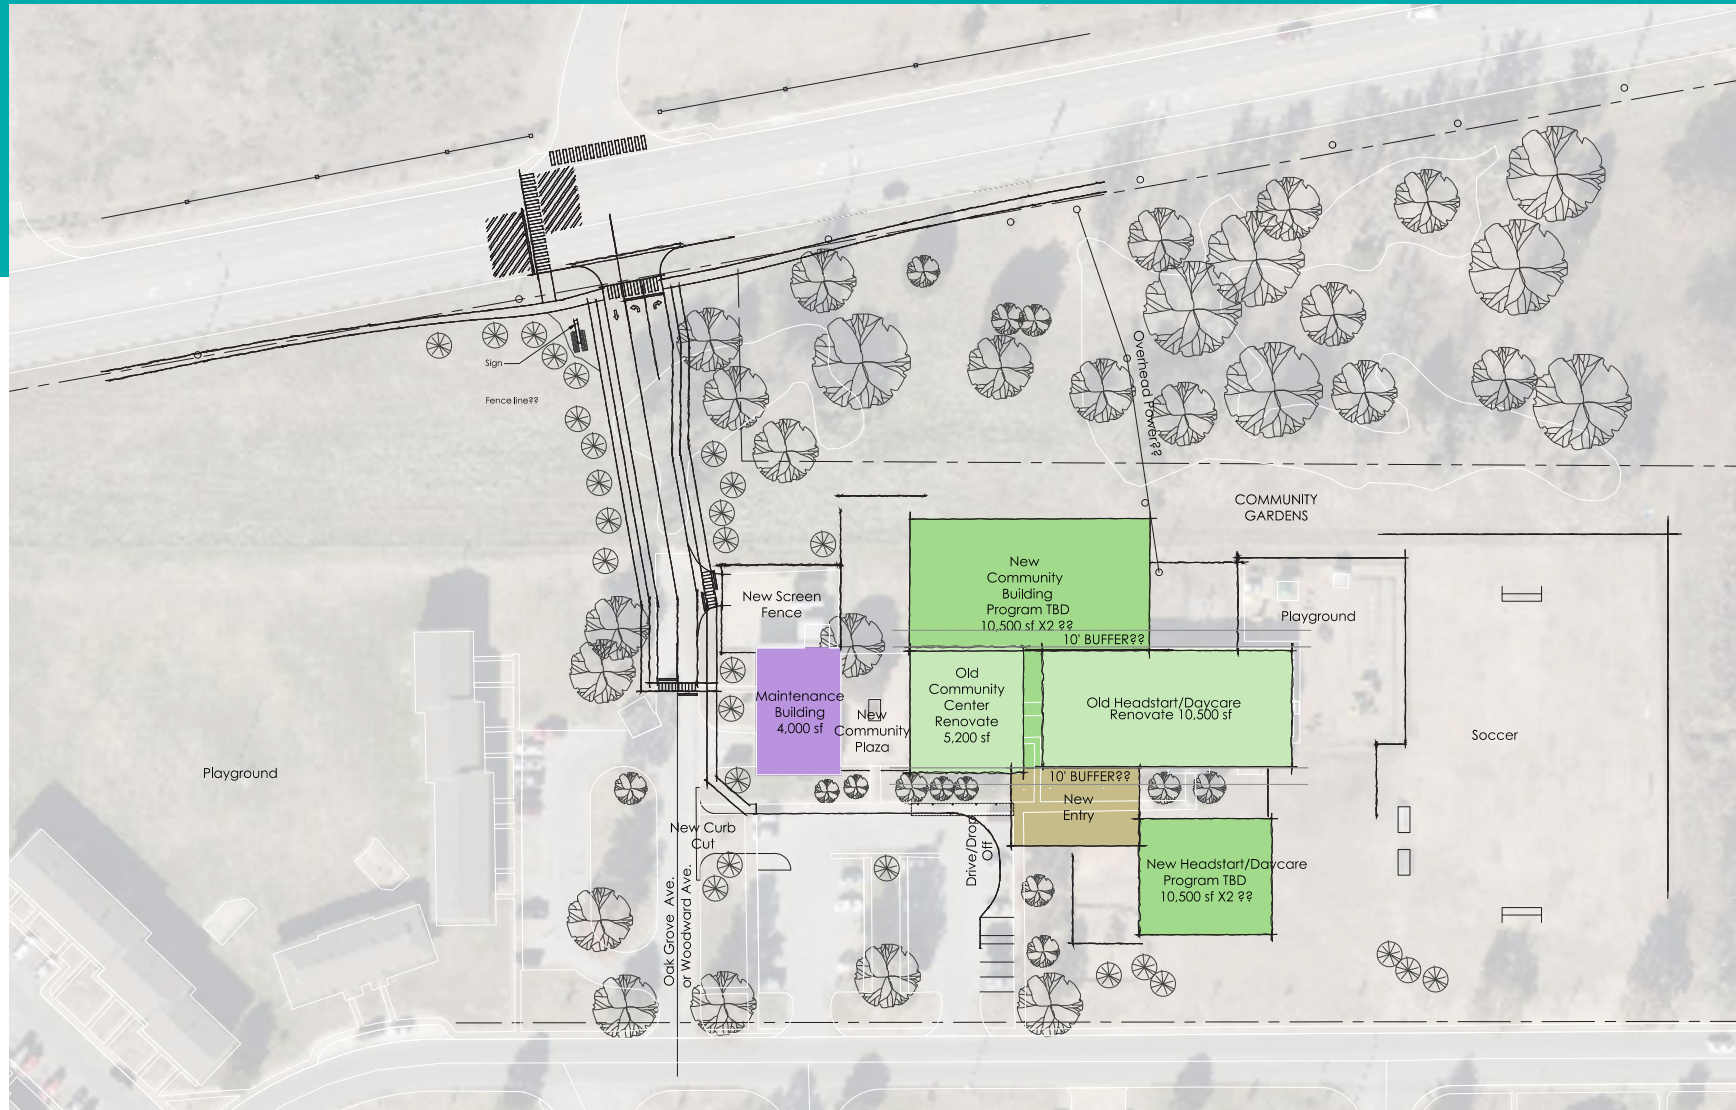 Sign
Fence line??
Overhead Power??
COMMUNITY
GARDENS
New
Community
Building
Program TBD
10,500 sf X2 ??
10' BUFFER??
New Screen
Fence
Playground
Maintenance
Building
4,000 sf
New
Community
Plaza
Old
Community
Center
Renovate
5,200 sf
Old Headstart/Daycare
Renovate 10,500 sf
Soccer
Playground
10' BUFFER??
New
Entry
New Curb
Cut
Drive/Drop
Off
New Headstart/Daycare
Program TBD
10,500 sf X2 ??
Oak Grove Ave.
or Woodward Ave.